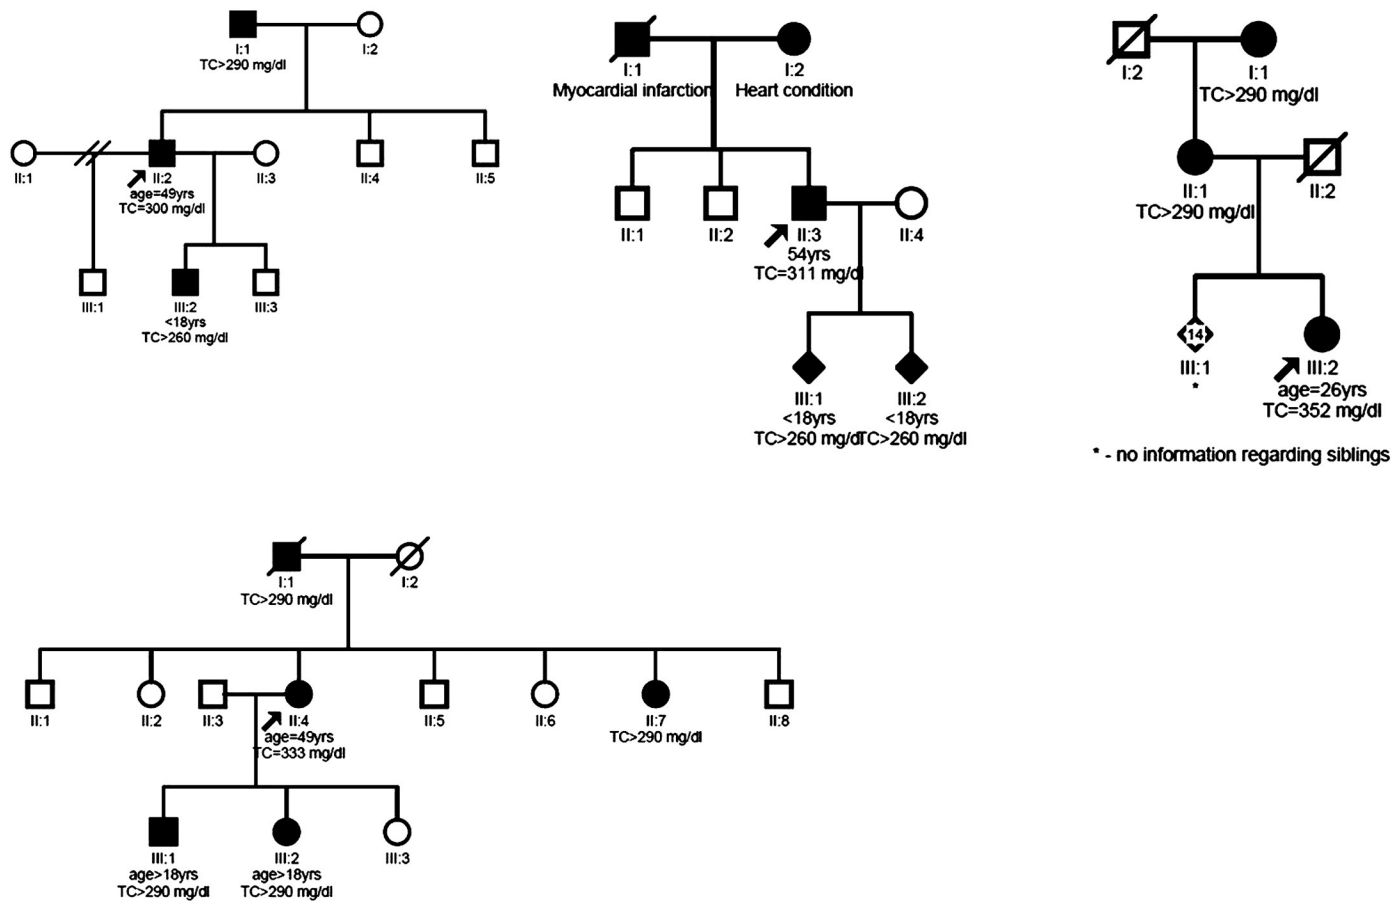 I:1
I:2
TC>290 mg/dl
II:1
II:2
II:3
II:4
II:5
age=49yrs
TC=300 mg/dl
III:1
III:2
III:3
<18yrs
TC>260 mg/dl
I:1
I:2
Myocardial infarction
Heart condition
II:1
II:2
II:3
II:4
54yrs
TC=311 mg/dl
III:1
III:2
<18yrs
<18yrs
TC>260 mg/dl
TC>260 mg/dl
I:2
I:1
TC>290 mg/dl
II:1
II:2
TC>290 mg/dl
14
III:1
III:2
*
age=26yrs
TC=352 mg/dl
* - no information regarding siblings
I:1
I:2
TC>290 mg/dl
II:1
II:2
II:3
II:4
II:5
II:6
II:7
II:8
age=49yrs
TC=333 mg/dl
TC>290 mg/dl
III:1
III:2
III:3
age>18yrs
age>18yrs
TC>290 mg/dl
TC>290 mg/dl